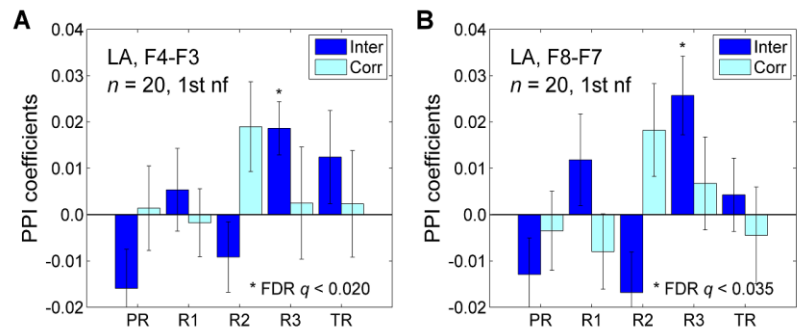 A
PPI coefficients
0.04
0.03
0.02
0.01
0.0
-0.01
-0.02
LA, F4-F3
n = 20, 1st nf
Inter
Corr
*
* FDR q < 0.020
PR R1 R2 R3 TR
B
PPI coefficients
0.04
0.03
0.02
0.01
0.0
-0.01
-0.02
LA, F8-F7
n = 20, 1st nf
Inter
Corr
*
* FDR q < 0.035
PR R1 R2 R3 TR